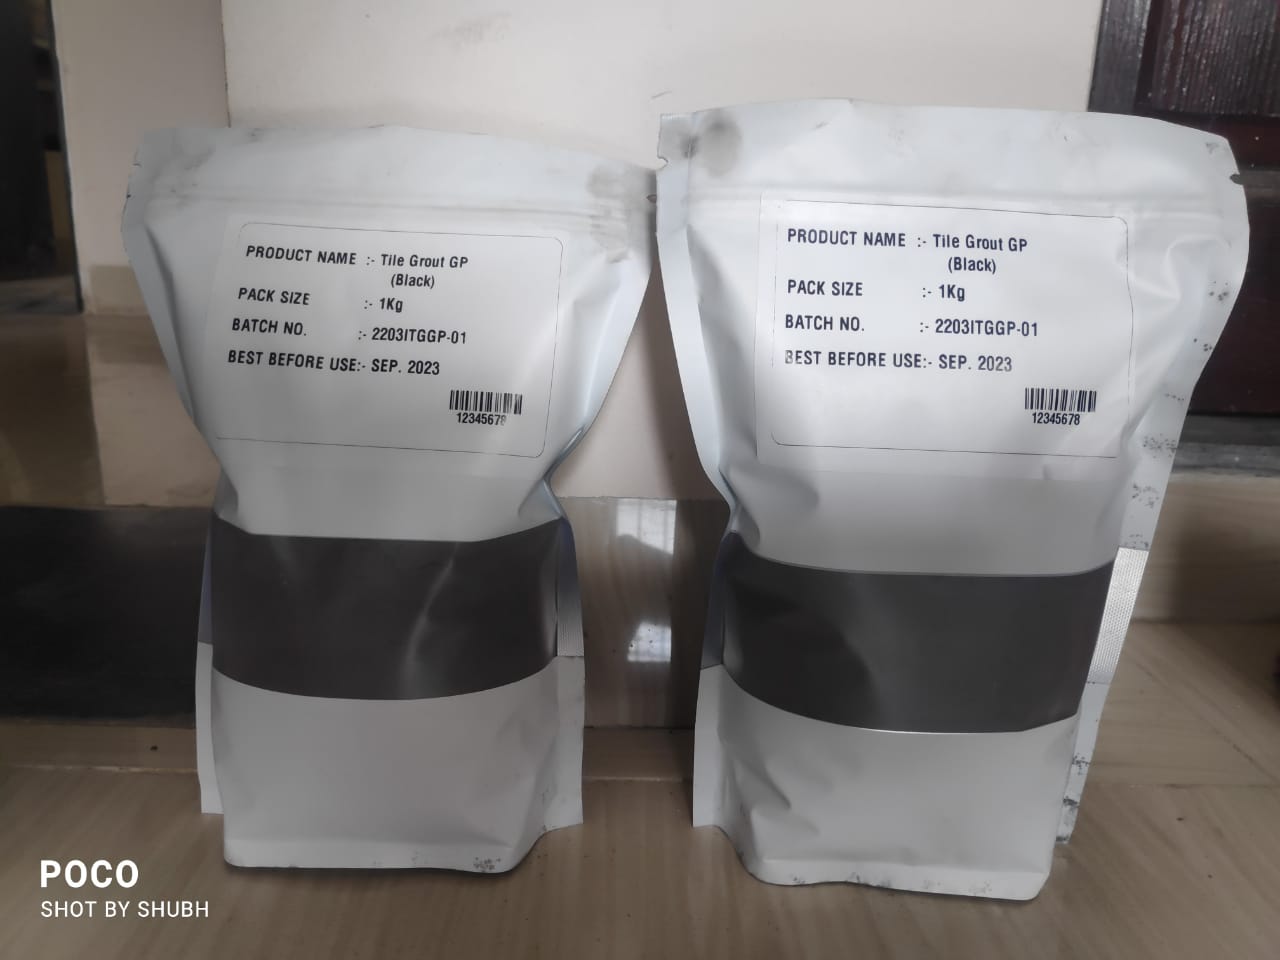 PRODUCT NAME :- Tile Grout GP
(Black)
PACK SIZE :- 1Kg
BATCH NO. :- 2203ITGGP-01
BEST BEFORE USE:- SEP. 2023
12345678
PRODUCT NAME :- Tile Grout GP
(Black)
PACK SIZE :- 1Kg
BATCH NO. :- 2203ITGGP-01
BEST BEFORE USE:- SEP. 2023
12345678
POCO
SHOT BY SHUBH